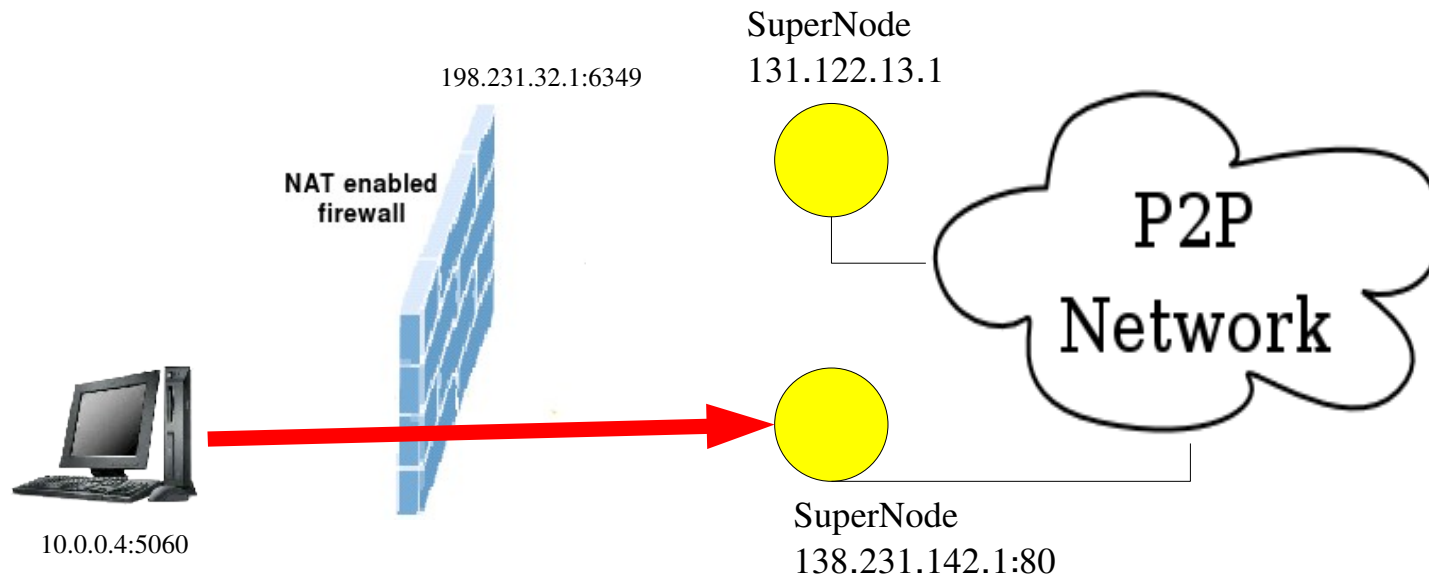 SuperNode
131.122.13.1
198.231.32.1:6349
NAT enabled
firewall
P2P
Network
10.0.0.4:5060
SuperNode
138.231.142.1:80